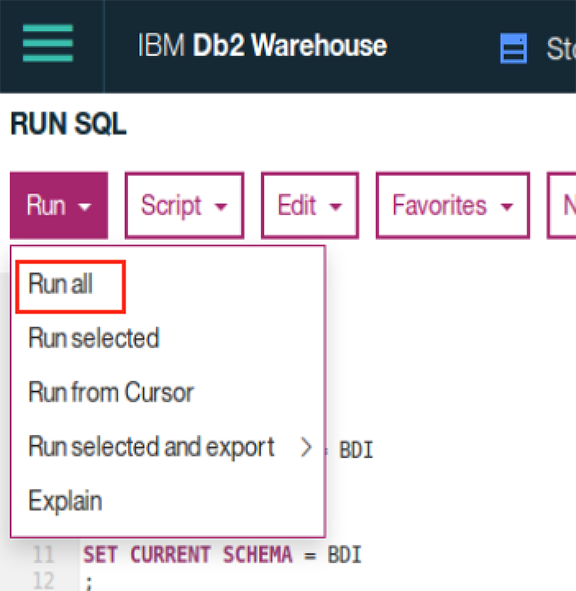 IBM Db2 Warehouse
RUN SQL
Run
Script
Edit
Favorites
Run all
Run selected
Run from Cursor
Run selected and export
= BDI
Explain
11 SET CURRENT SCHEMA = BDI
12 ;